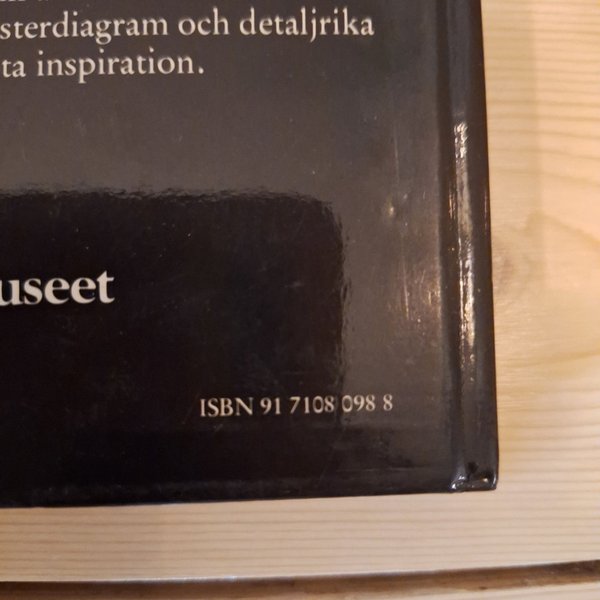 sterdiagram och detaljrika
ta inspiration.
useet
ISBN 91 7108 098 8